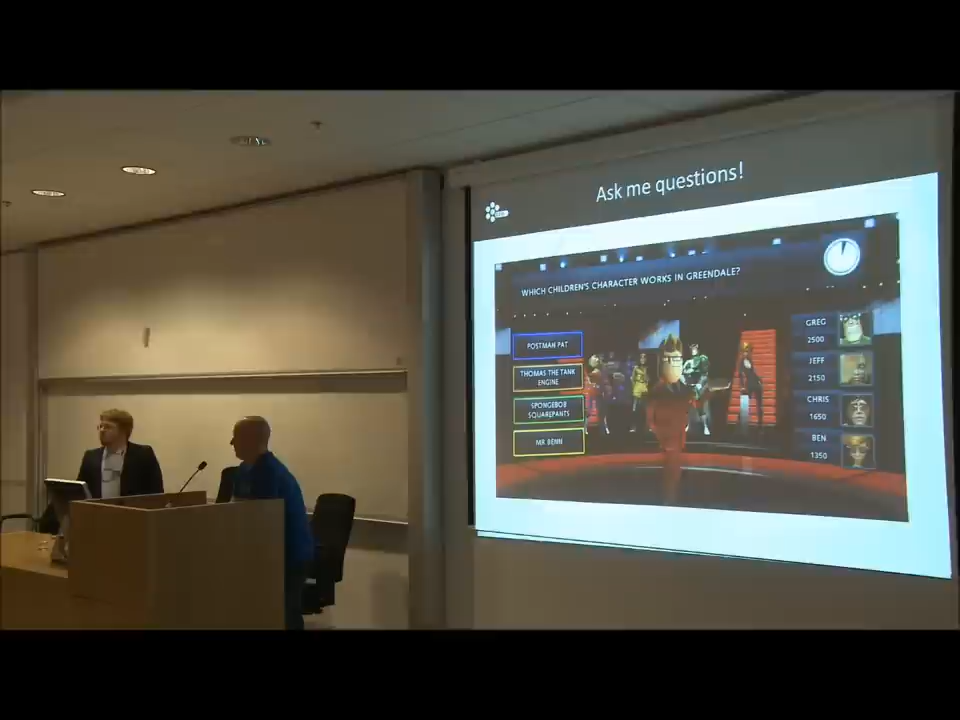 Ask me questions!
WHICH CHILDREN'S CHARACTER WORKS IN GREENDALE?
POSTMAN PAT
THOMAS THE TANK
ENGINE
SPONGEBOB
SQUAREPANTS
MR BENN
GREG
2500
JEFF
2150
CHRIS
1650
BEN
1350